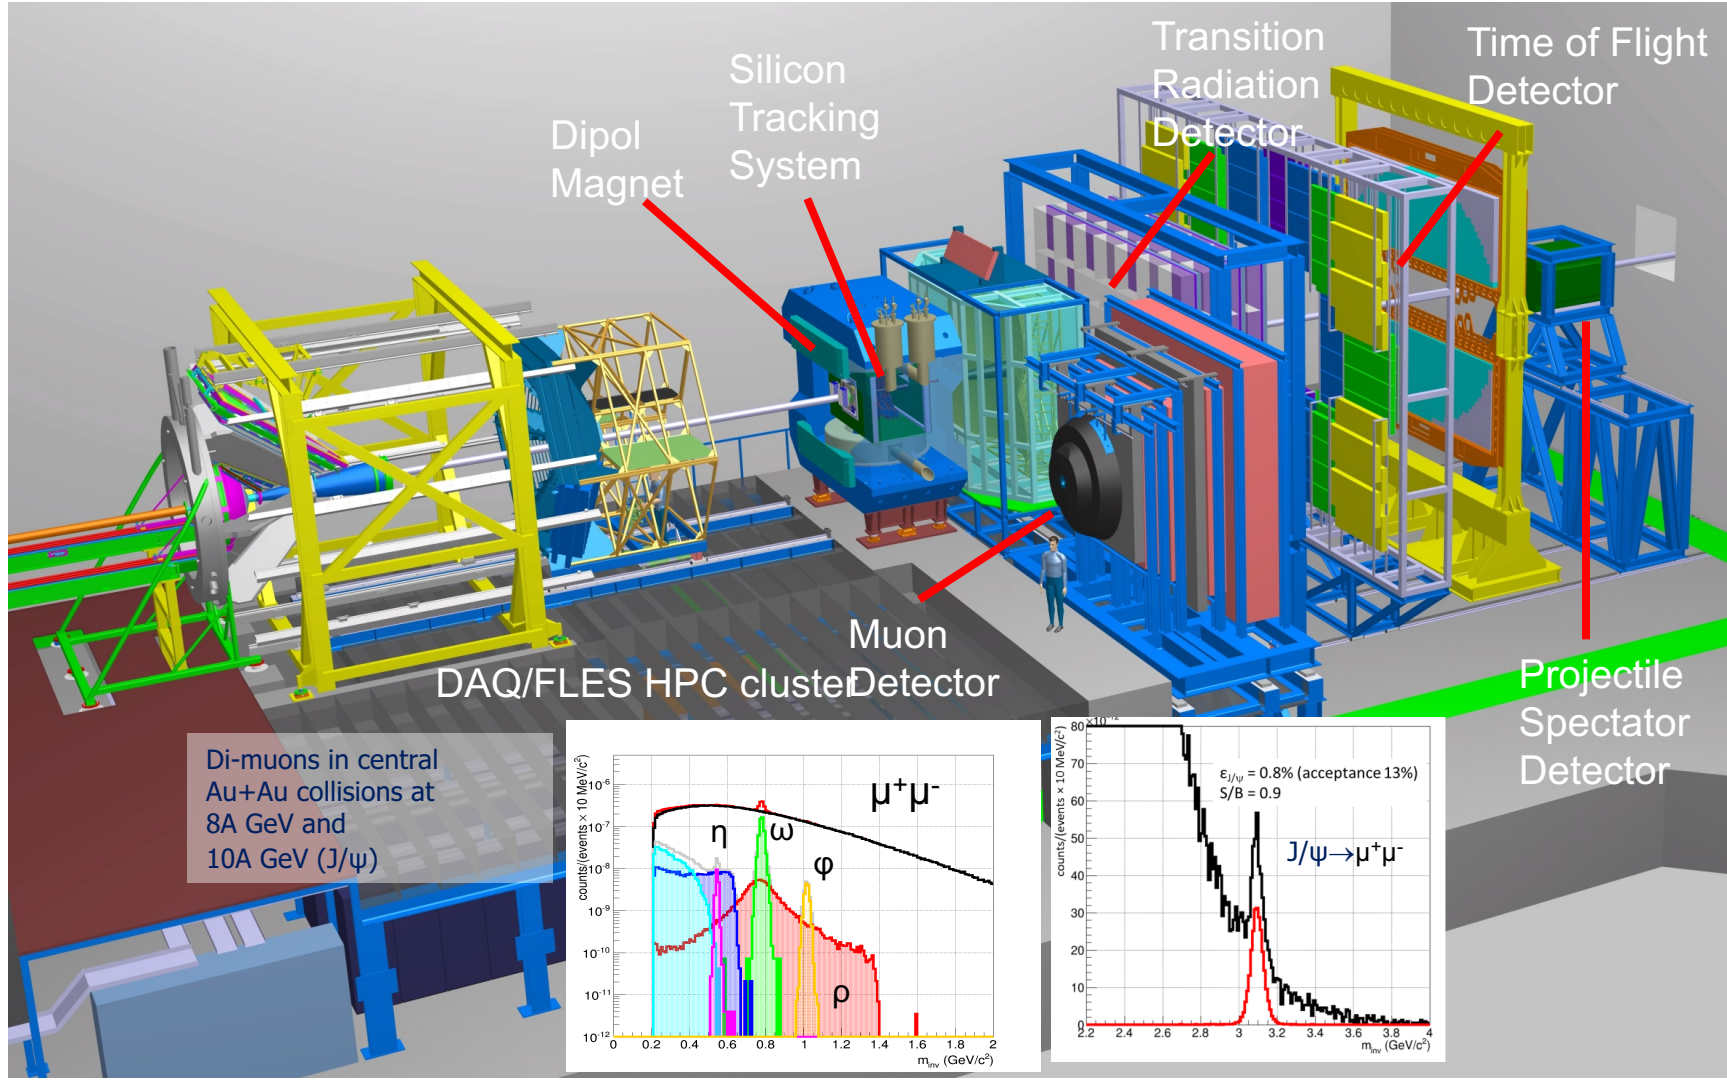 Dipol
Magnet
Silicon
Tracking
System
Transition
Radiation
Detector
Time of Flight
Detector
Muon
Detector
DAQ/FLES HPC cluster
Projectile
Spectator
Detector
Di-muons in central
Au+Au collisions at
8A GeV and
10A GeV (J/ψ)
counts/(events × 10 MeV/c²)
10⁻⁶
10⁻⁷
10⁻⁸
10⁻⁹
10⁻¹⁰
10⁻¹¹
10⁻¹²
μ⁺μ⁻
η
ω
φ
ρ
0 0.2 0.4 0.6 0.8 1 1.2 1.4 1.6 1.8 2
m_inv (GeV/c²)
×10⁻¹²
counts/(events × 10 MeV/c²)
80
70
60
50
40
30
20
10
0
ε_J/ψ = 0.8% (acceptance 13%)
S/B = 0.9
J/ψ→μ⁺μ⁻
2.2 2.4 2.6 2.8 3 3.2 3.4 3.6 3.8 4
m_inv (GeV/c²)